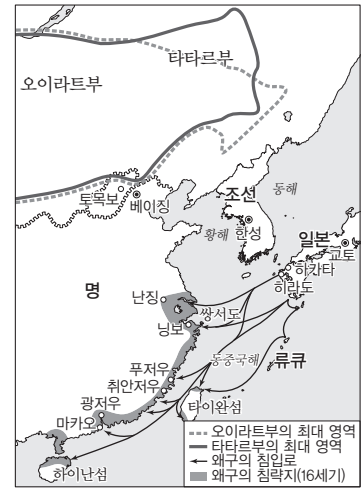 타타르부
오이라트부
토목보
베이징
조선
동해
황해
한성
일본
교토
하카타
히라도
명
난징
쌍서도
닝보
푸저우
동중국해
류큐
취안저우
광저우
타이완섬
마카오
하이난섬
오이라트부의 최대 영역
타타르부의 최대 영역
왜구의 침입로
왜구의 침략지(16세기)